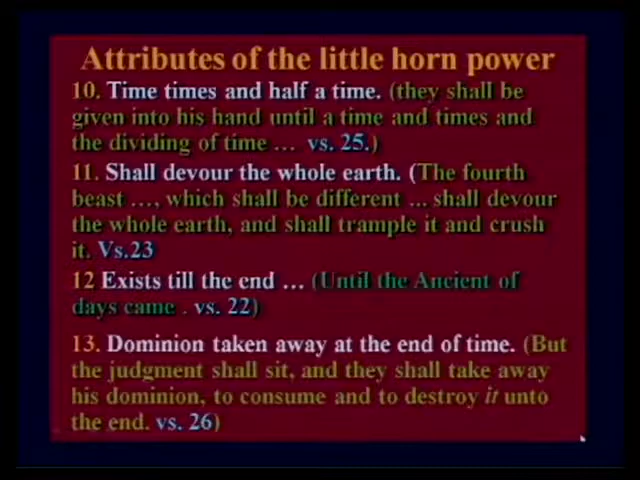 Attributes of the little horn power
10. Time times and half a time. (they shall be
given into his hand until a time and times and
the dividing of time ... vs. 25.)
11. Shall devour the whole earth. (The fourth
beast ..., which shall be different ... shall devour
the whole earth, and shall trample it and crush
it. Vs.23
12 Exists till the end ... (Until the Ancient of
days came . vs. 22)
13. Dominion taken away at the end of time. (But
the judgment shall sit, and they shall take away
his dominion, to consume and to destroy it unto
the end. vs. 26)